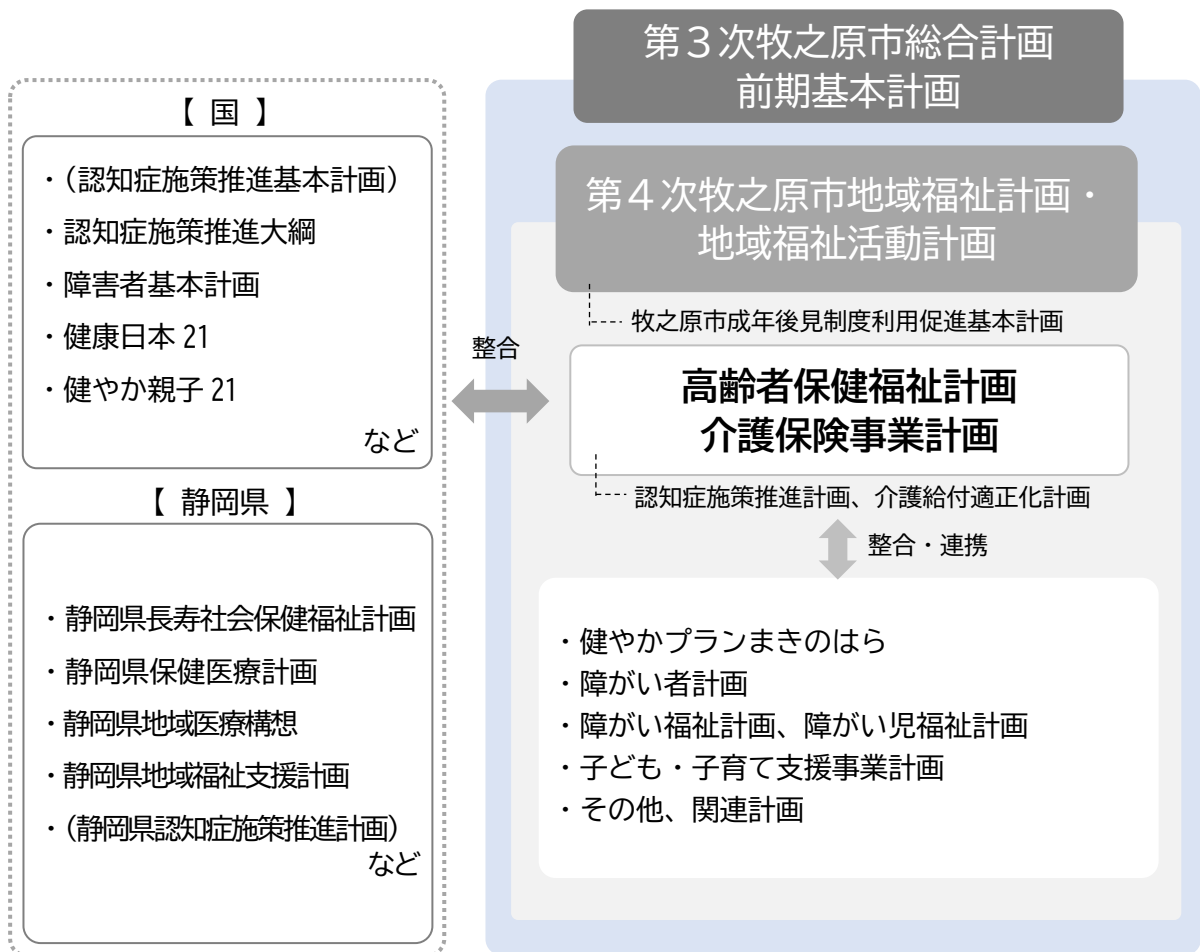 第３次牧之原市総合計画
前期基本計画
【 国 】
・（認知症施策推進基本計画）
・認知症施策推進大綱
・障害者基本計画
・健康日本 21
・健やか親子 21
など
【 静岡県 】
・静岡県長寿社会保健福祉計画
・静岡県保健医療計画
・静岡県地域医療構想
・静岡県地域福祉支援計画
・（静岡県認知症施策推進計画）
など
整合
第４次牧之原市地域福祉計画・
地域福祉活動計画
牧之原市成年後見制度利用促進基本計画
高齢者保健福祉計画
介護保険事業計画
認知症施策推進計画、介護給付適正化計画
整合・連携
・健やかプランまきのはら
・障がい者計画
・障がい福祉計画、障がい児福祉計画
・子ども・子育て支援事業計画
・その他、関連計画